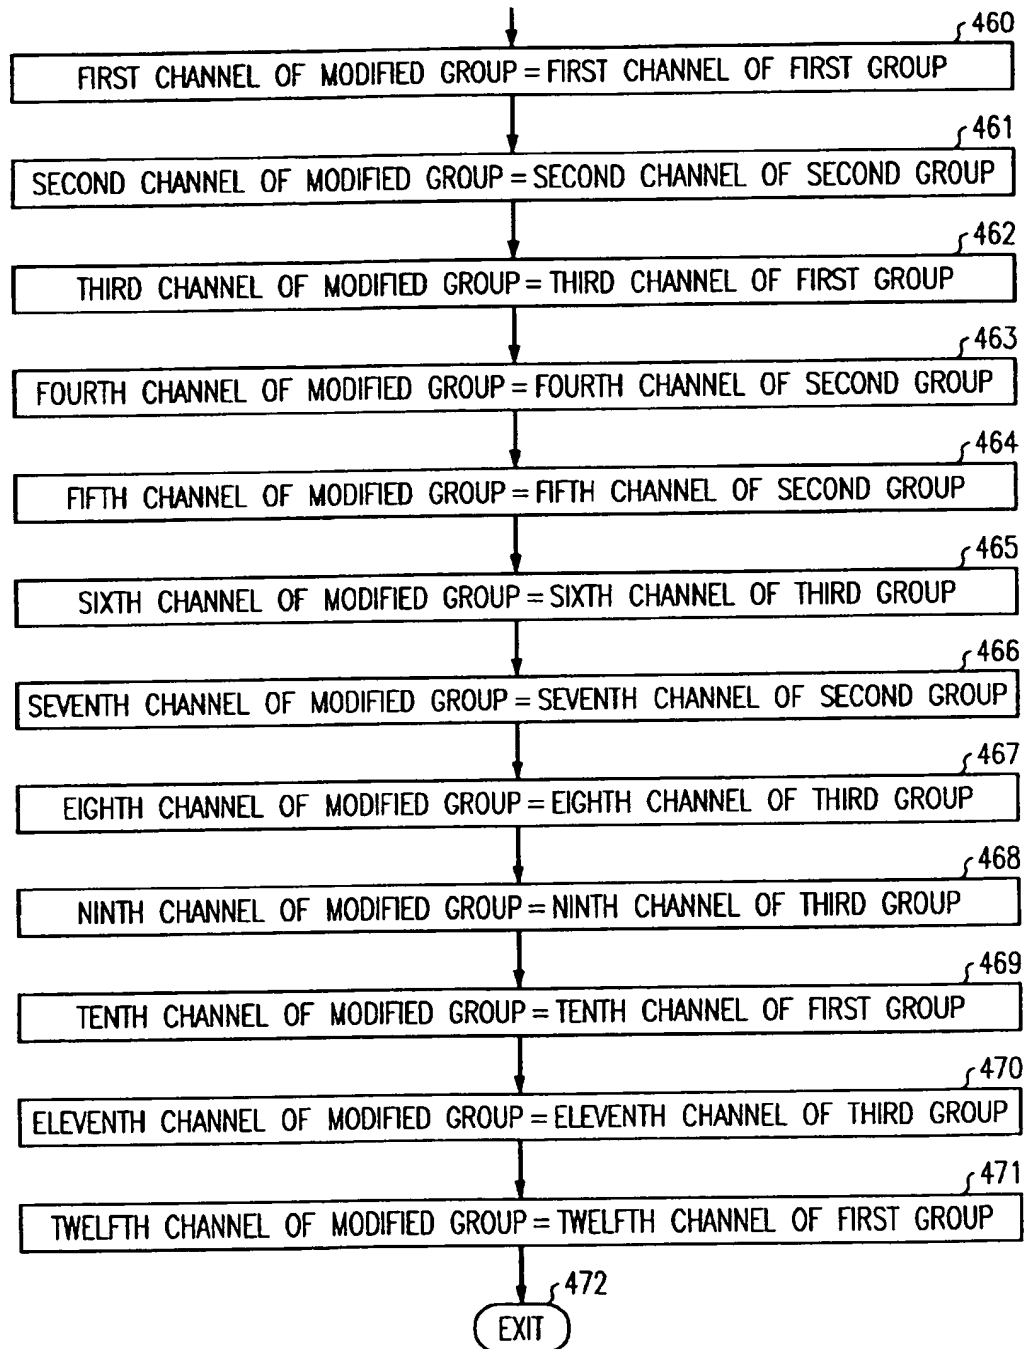 460
FIRST CHANNEL OF MODIFIED GROUP = FIRST CHANNEL OF FIRST GROUP
461
SECOND CHANNEL OF MODIFIED GROUP = SECOND CHANNEL OF SECOND GROUP
462
THIRD CHANNEL OF MODIFIED GROUP = THIRD CHANNEL OF FIRST GROUP
463
FOURTH CHANNEL OF MODIFIED GROUP = FOURTH CHANNEL OF SECOND GROUP
464
FIFTH CHANNEL OF MODIFIED GROUP = FIFTH CHANNEL OF SECOND GROUP
465
SIXTH CHANNEL OF MODIFIED GROUP = SIXTH CHANNEL OF THIRD GROUP
466
SEVENTH CHANNEL OF MODIFIED GROUP = SEVENTH CHANNEL OF SECOND GROUP
467
EIGHTH CHANNEL OF MODIFIED GROUP = EIGHTH CHANNEL OF THIRD GROUP
468
NINTH CHANNEL OF MODIFIED GROUP = NINTH CHANNEL OF THIRD GROUP
469
TENTH CHANNEL OF MODIFIED GROUP = TENTH CHANNEL OF FIRST GROUP
470
ELEVENTH CHANNEL OF MODIFIED GROUP = ELEVENTH CHANNEL OF THIRD GROUP
471
TWELFTH CHANNEL OF MODIFIED GROUP = TWELFTH CHANNEL OF FIRST GROUP
472
EXIT